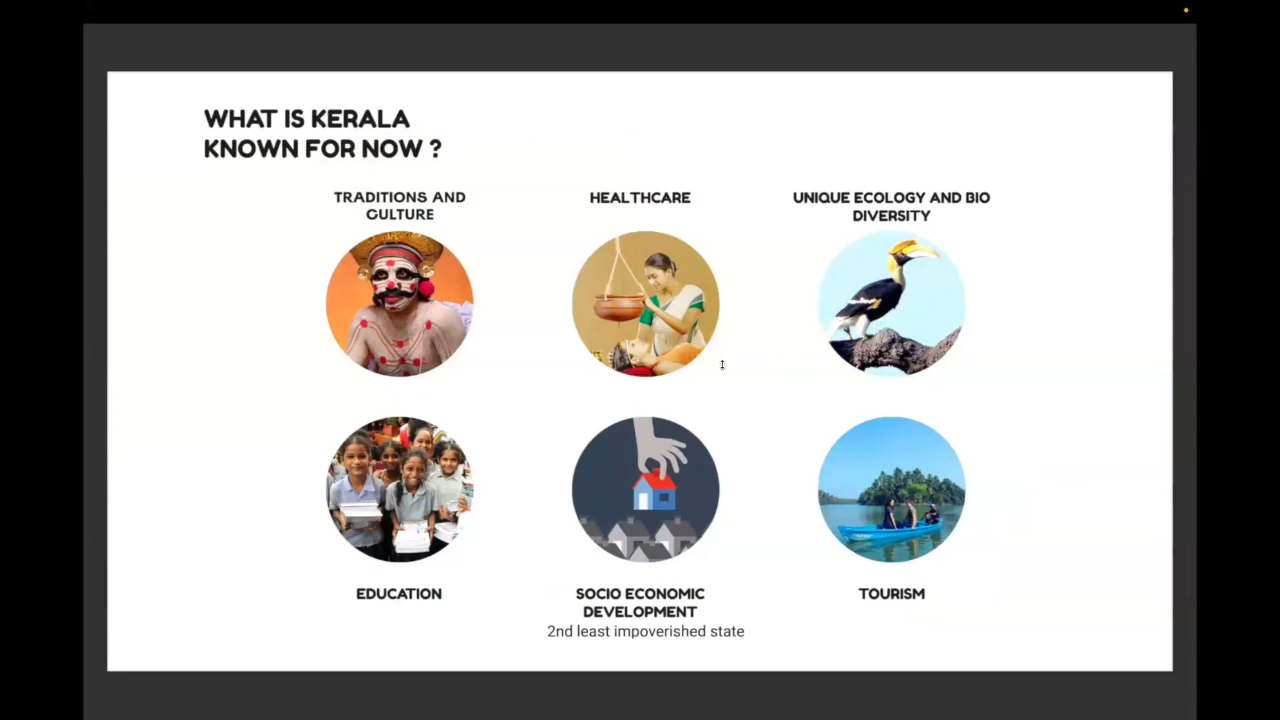 WHAT IS KERALA
KNOWN FOR NOW ?
TRADITIONS AND
CULTURE
HEALTHCARE
UNIQUE ECOLOGY AND BIO
DIVERSITY
EDUCATION
SOCIO ECONOMIC
DEVELOPMENT
2nd least impoverished state
TOURISM